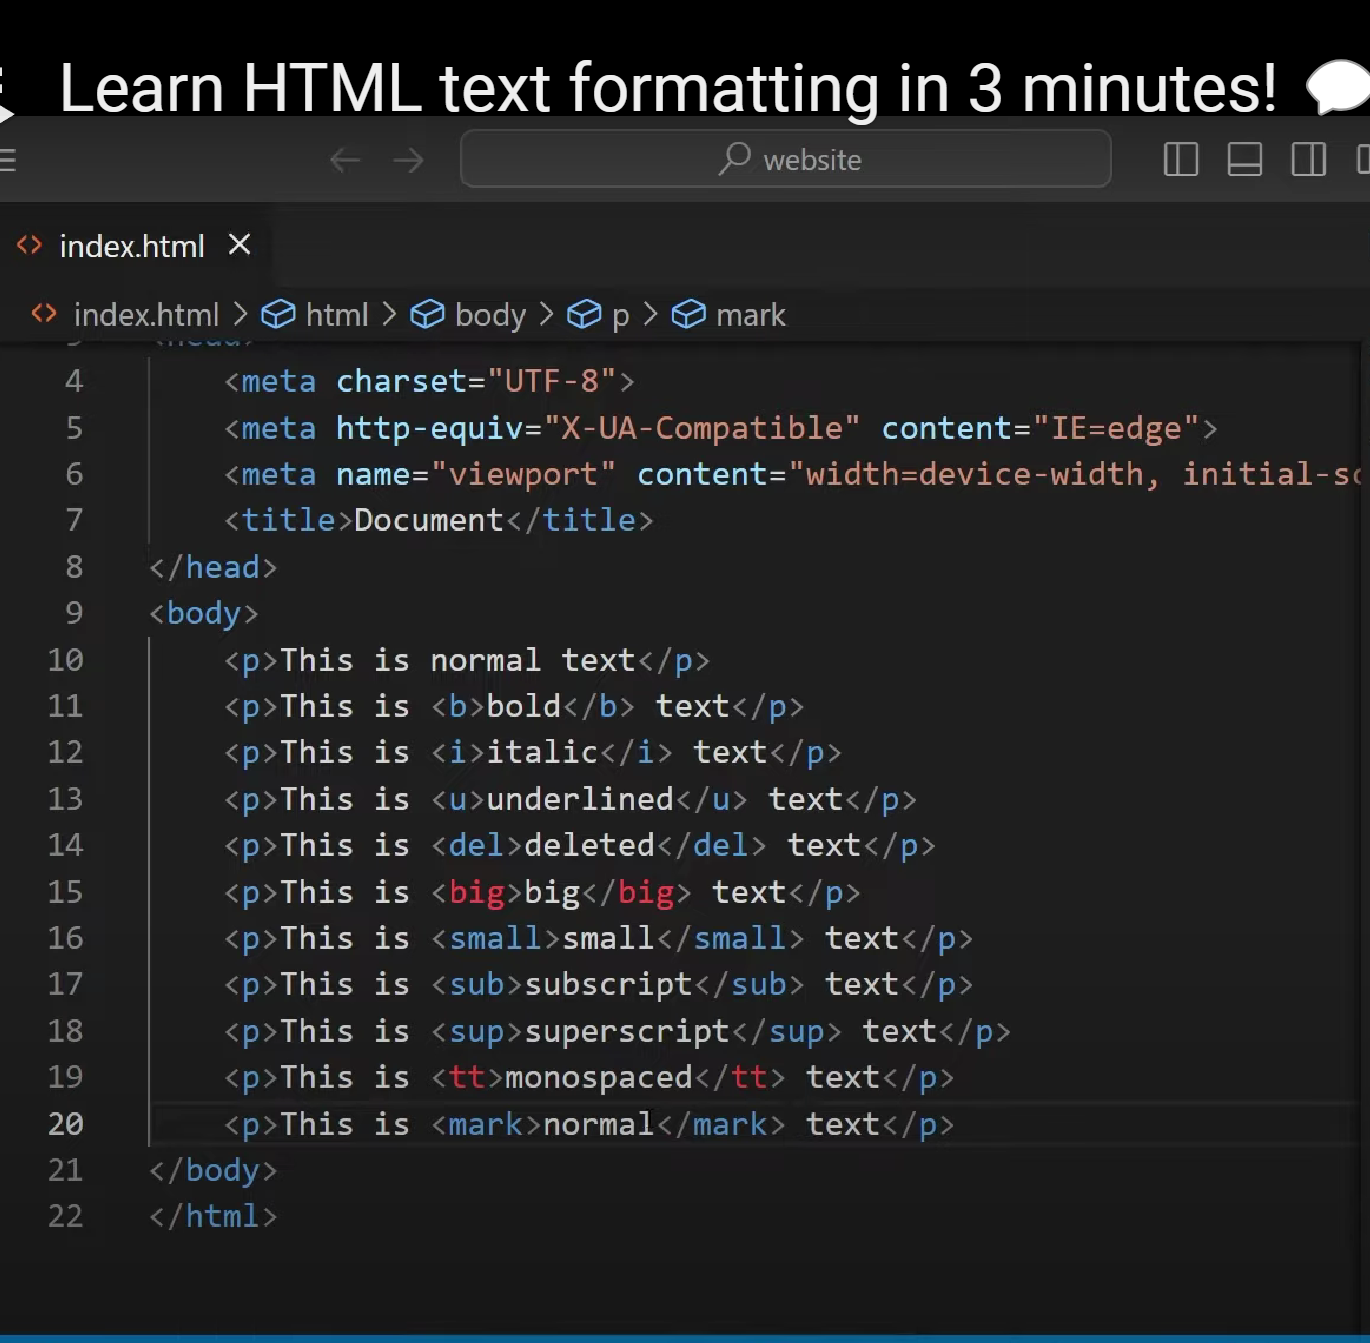 Learn HTML text formatting in 3 minutes!
website
index.html
index.html > html > body > p > mark
4 <meta charset="UTF-8">
5 <meta http-equiv="X-UA-Compatible" content="IE=edge">
6 <meta name="viewport" content="width=device-width, initial-sc
7 <title>Document</title>
8 </head>
9 <body>
10 <p>This is normal text</p>
11 <p>This is <b>bold</b> text</p>
12 <p>This is <i>italic</i> text</p>
13 <p>This is <u>underlined</u> text</p>
14 <p>This is <del>deleted</del> text</p>
15 <p>This is <big>big</big> text</p>
16 <p>This is <small>small</small> text</p>
17 <p>This is <sub>subscript</sub> text</p>
18 <p>This is <sup>superscript</sup> text</p>
19 <p>This is <tt>monospaced</tt> text</p>
20 <p>This is <mark>normal</mark> text</p>
21 </body>
22 </html>